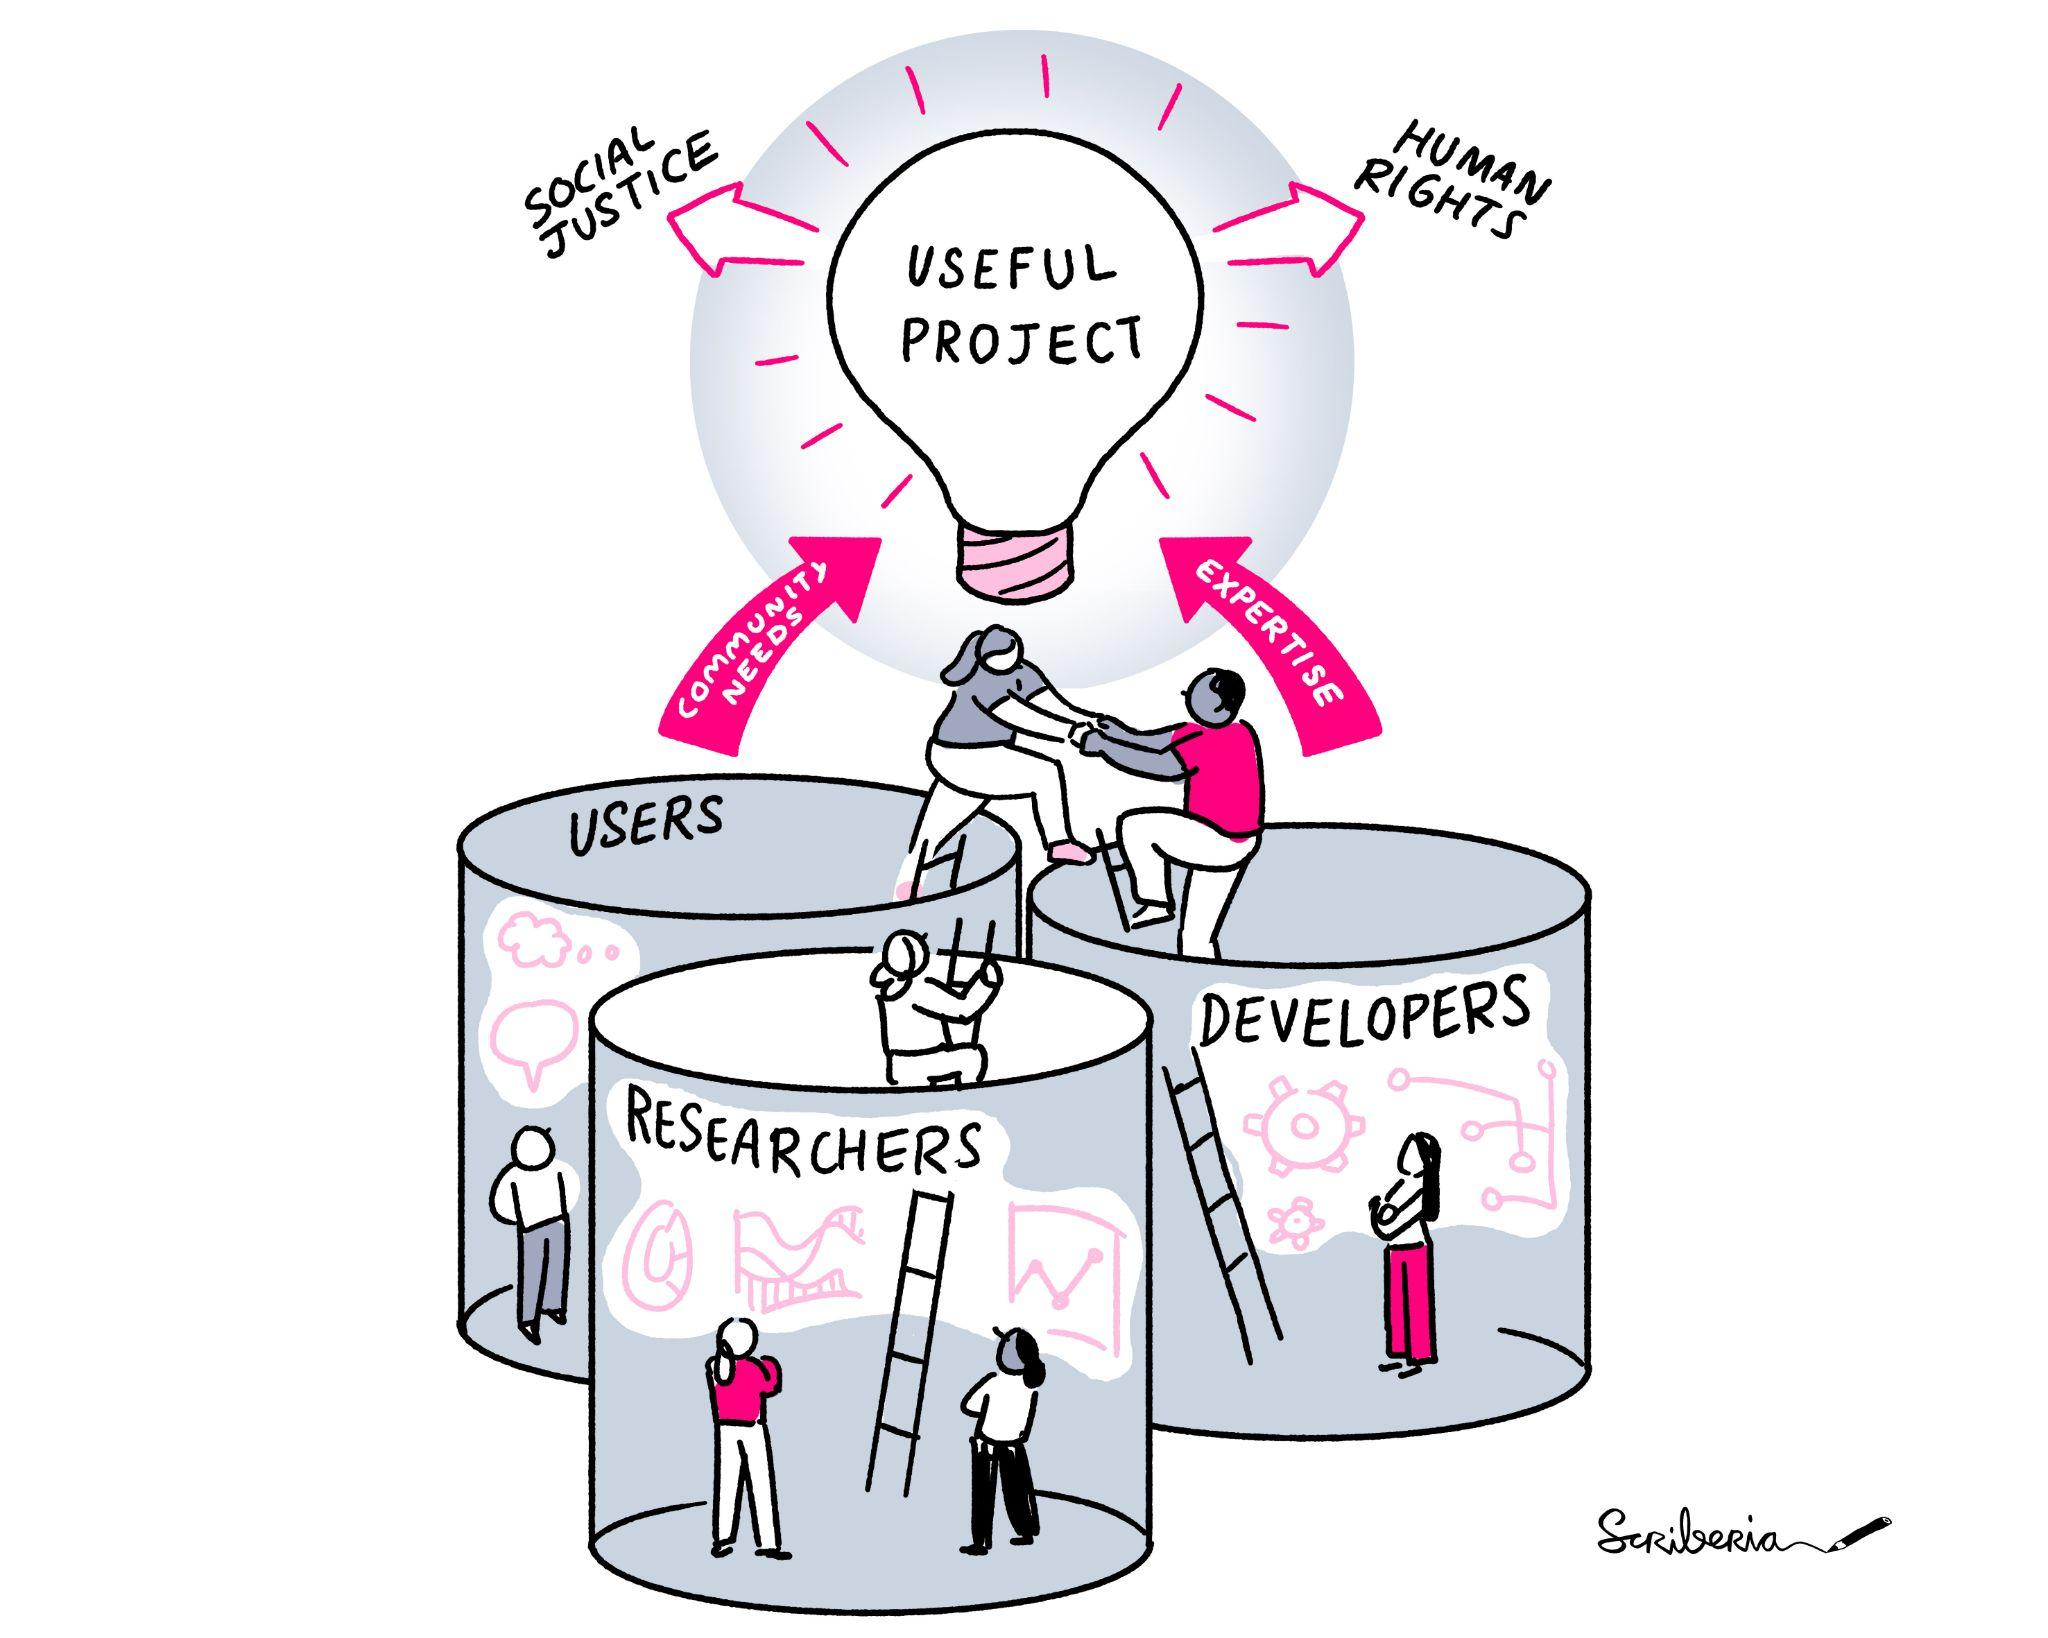 SOCIAL
JUSTICE
HUMAN
RIGHTS
USEFUL
PROJECT
COMMUNITY
NEEDS
EXPERTISE
USERS
DEVELOPERS
RESEARCHERS
Scriberia